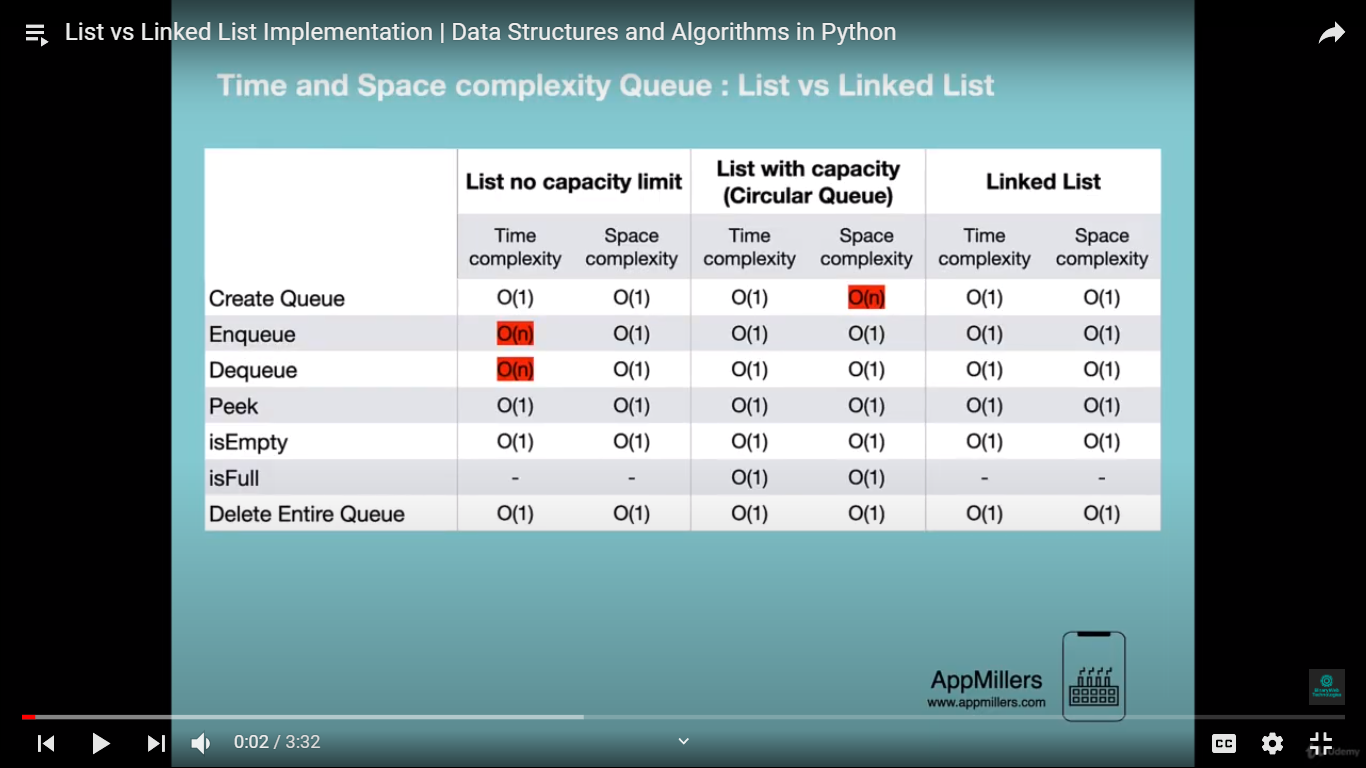 List vs Linked List Implementation | Data Structures and Algorithms in Python
Time and Space complexity Queue : List vs Linked List
List no capacity limit
List with capacity
(Circular Queue)
Linked List
Time complexity Space complexity Time complexity Space complexity Time complexity Space complexity
Create Queue O(1) O(1) O(1) O(n) O(1) O(1)
Enqueue O(n) O(1) O(1) O(1) O(1) O(1)
Dequeue O(n) O(1) O(1) O(1) O(1) O(1)
Peek O(1) O(1) O(1) O(1) O(1) O(1)
isEmpty O(1) O(1) O(1) O(1) O(1) O(1)
isFull - - O(1) O(1) - -
Delete Entire Queue O(1) O(1) O(1) O(1) O(1) O(1)
AppMillers
www.appmillers.com
0:02 / 3:32
CC